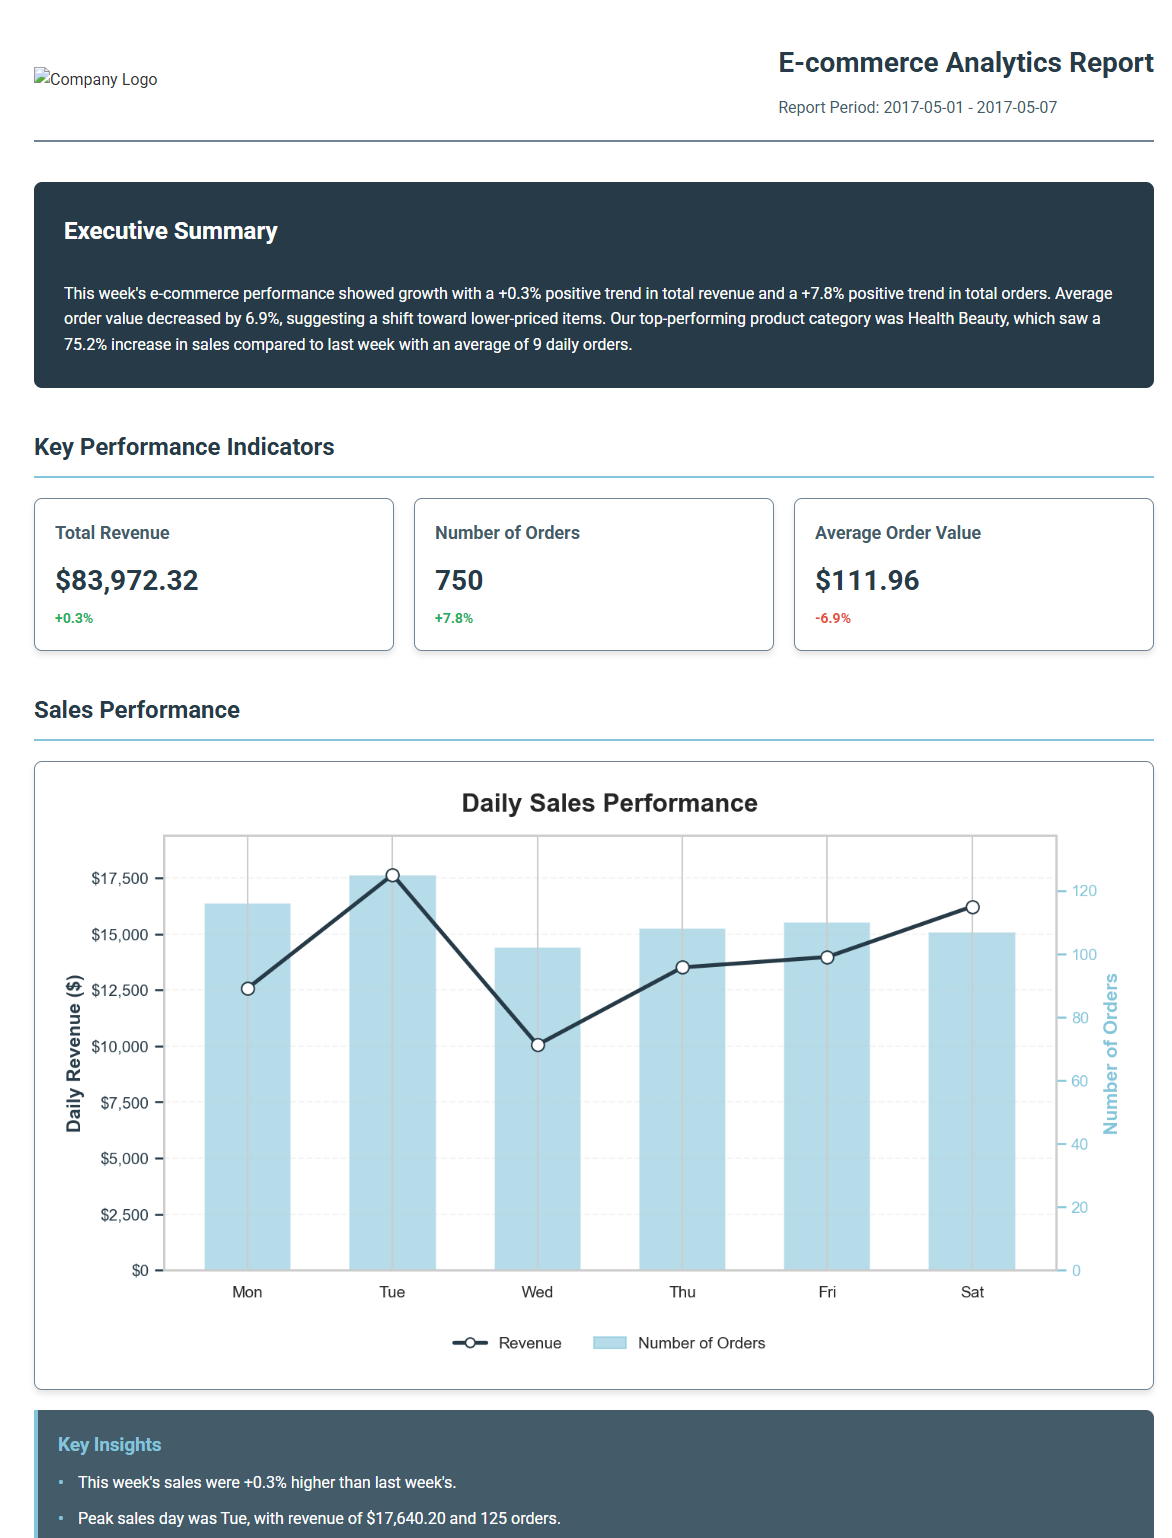 Company Logo
E-commerce Analytics Report
Report Period: 2017-05-01 - 2017-05-07
Executive Summary
This week's e-commerce performance showed growth with a +0.3% positive trend in total revenue and a +7.8% positive trend in total orders. Average
order value decreased by 6.9%, suggesting a shift toward lower-priced items. Our top-performing product category was Health Beauty, which saw a
75.2% increase in sales compared to last week with an average of 9 daily orders.
Key Performance Indicators
Total Revenue
$83,972.32
+0.3%
Number of Orders
750
+7.8%
Average Order Value
$111.96
-6.9%
Sales Performance
Daily Sales Performance
Daily Revenue ($)
$17,500
$15,000
$12,500
$10,000
$7,500
$5,000
$2,500
$0
120
100
80
60
40
20
0
Number of Orders
Mon Tue Wed Thu Fri Sat
Revenue Number of Orders
Key Insights
• This week's sales were +0.3% higher than last week's.
• Peak sales day was Tue, with revenue of $17,640.20 and 125 orders.